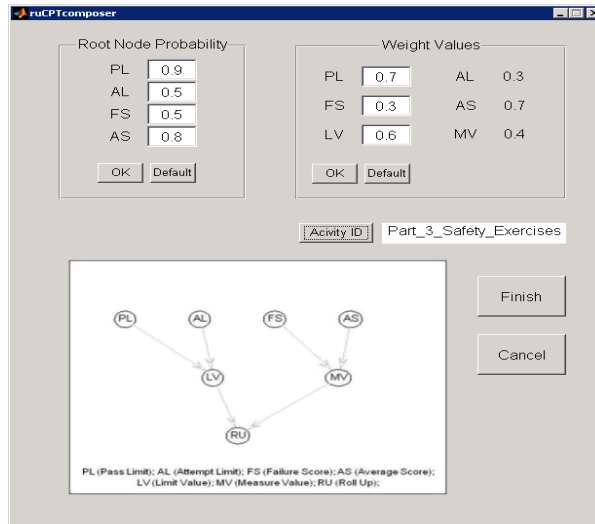 ruCPTcomposer
Root Node Probability
PL 0.9
AL 0.5
FS 0.5
AS 0.8
OK Default
Weight Values
PL 0.7 AL 0.3
FS 0.3 AS 0.7
LV 0.6 MV 0.4
OK Default
Acivity ID Part_3_Safety_Exercises
PL AL FS AS
LV MV
RU
PL (Pass Limit); AL (Attempt Limit); FS (Failure Score); AS (Average Score);
LV (Limit Value); MV (Measure Value); RU (Roll Up);
Finish
Cancel